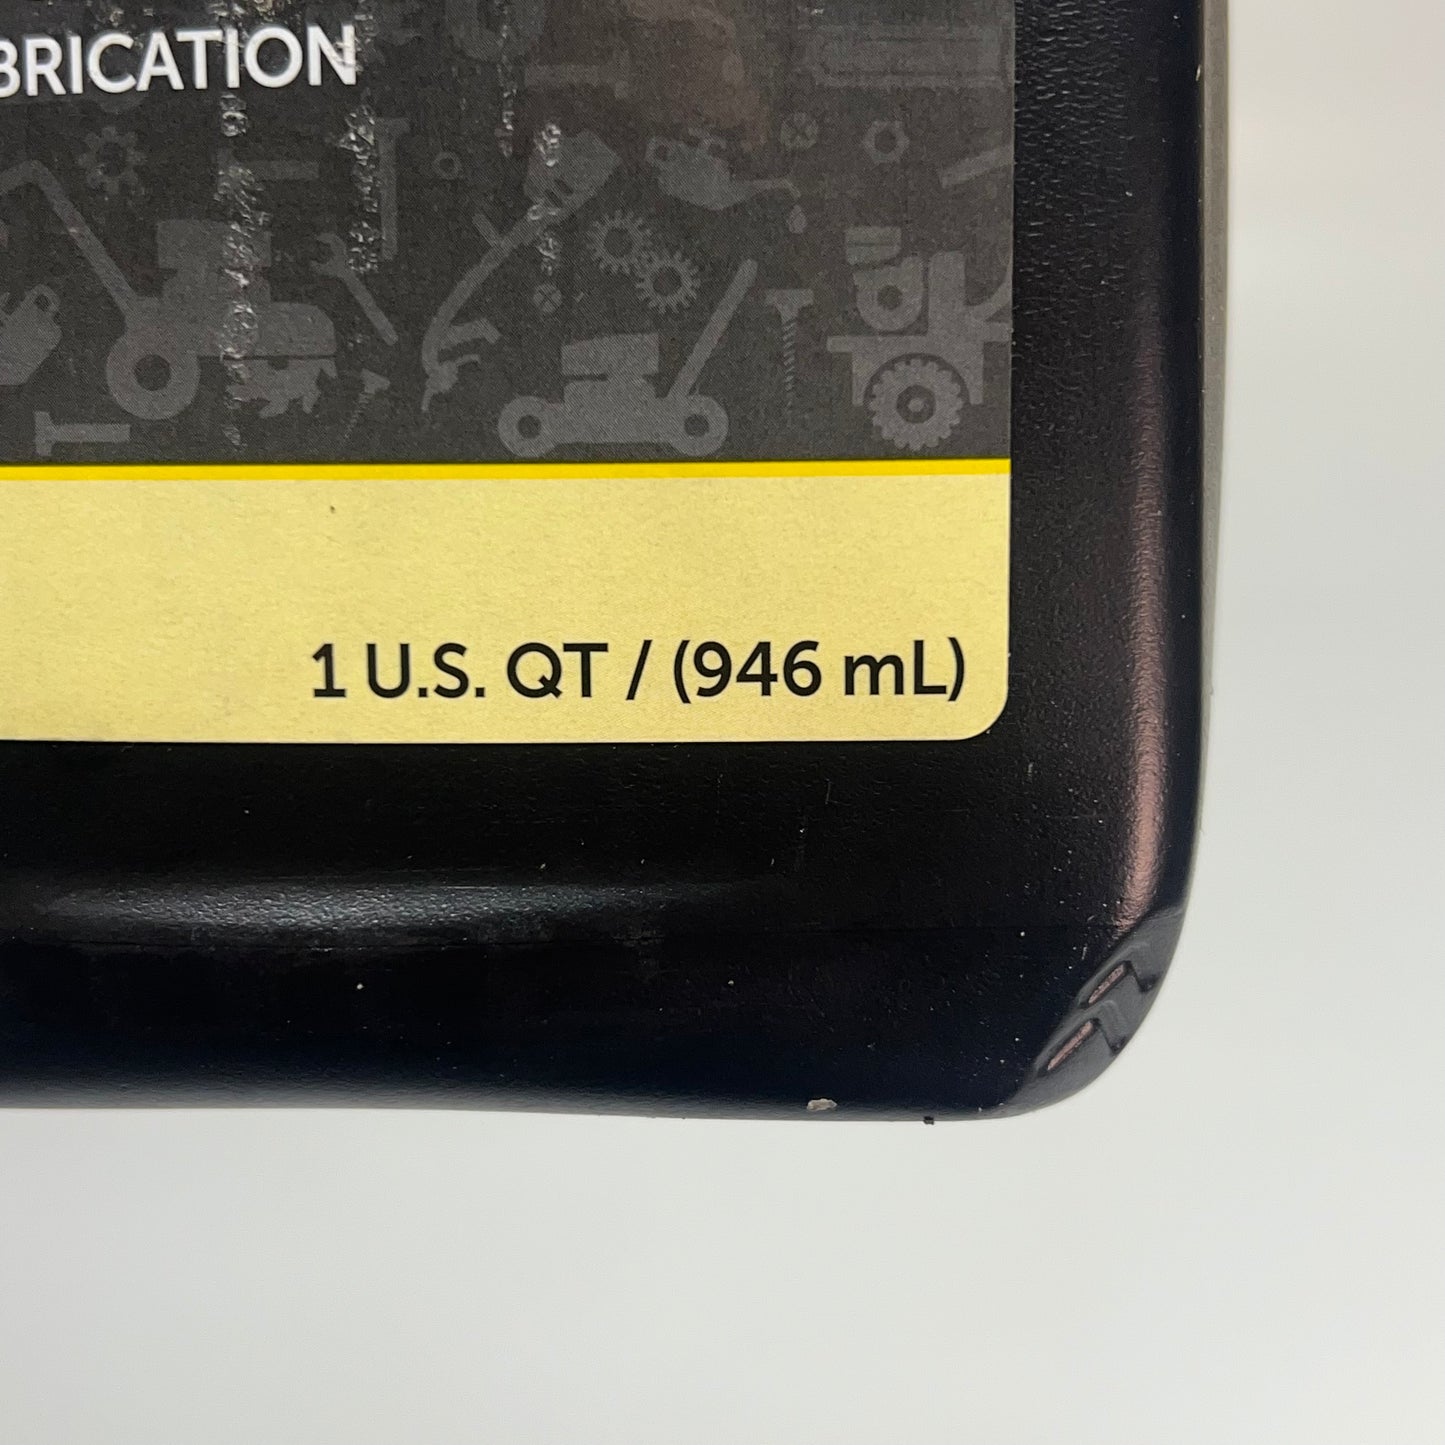 BRICATION
1 U.S. QT / (946 mL)